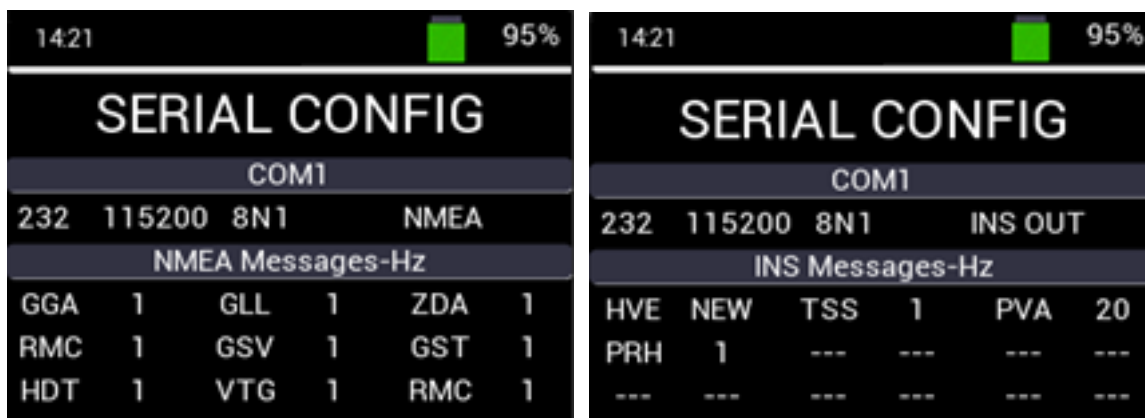 14:21 95%
SERIAL CONFIG
COM1
232 115200 8N1 NMEA
NMEA Messages-Hz
GGA 1 GLL 1 ZDA 1
RMC 1 GSV 1 GST 1
HDT 1 VTG 1 RMC 1
14:21 95%
SERIAL CONFIG
COM1
232 115200 8N1 INS OUT
INS Messages-Hz
HVE NEW TSS 1 PVA 20
PRH 1 --- --- --- ---
--- --- --- --- --- ---